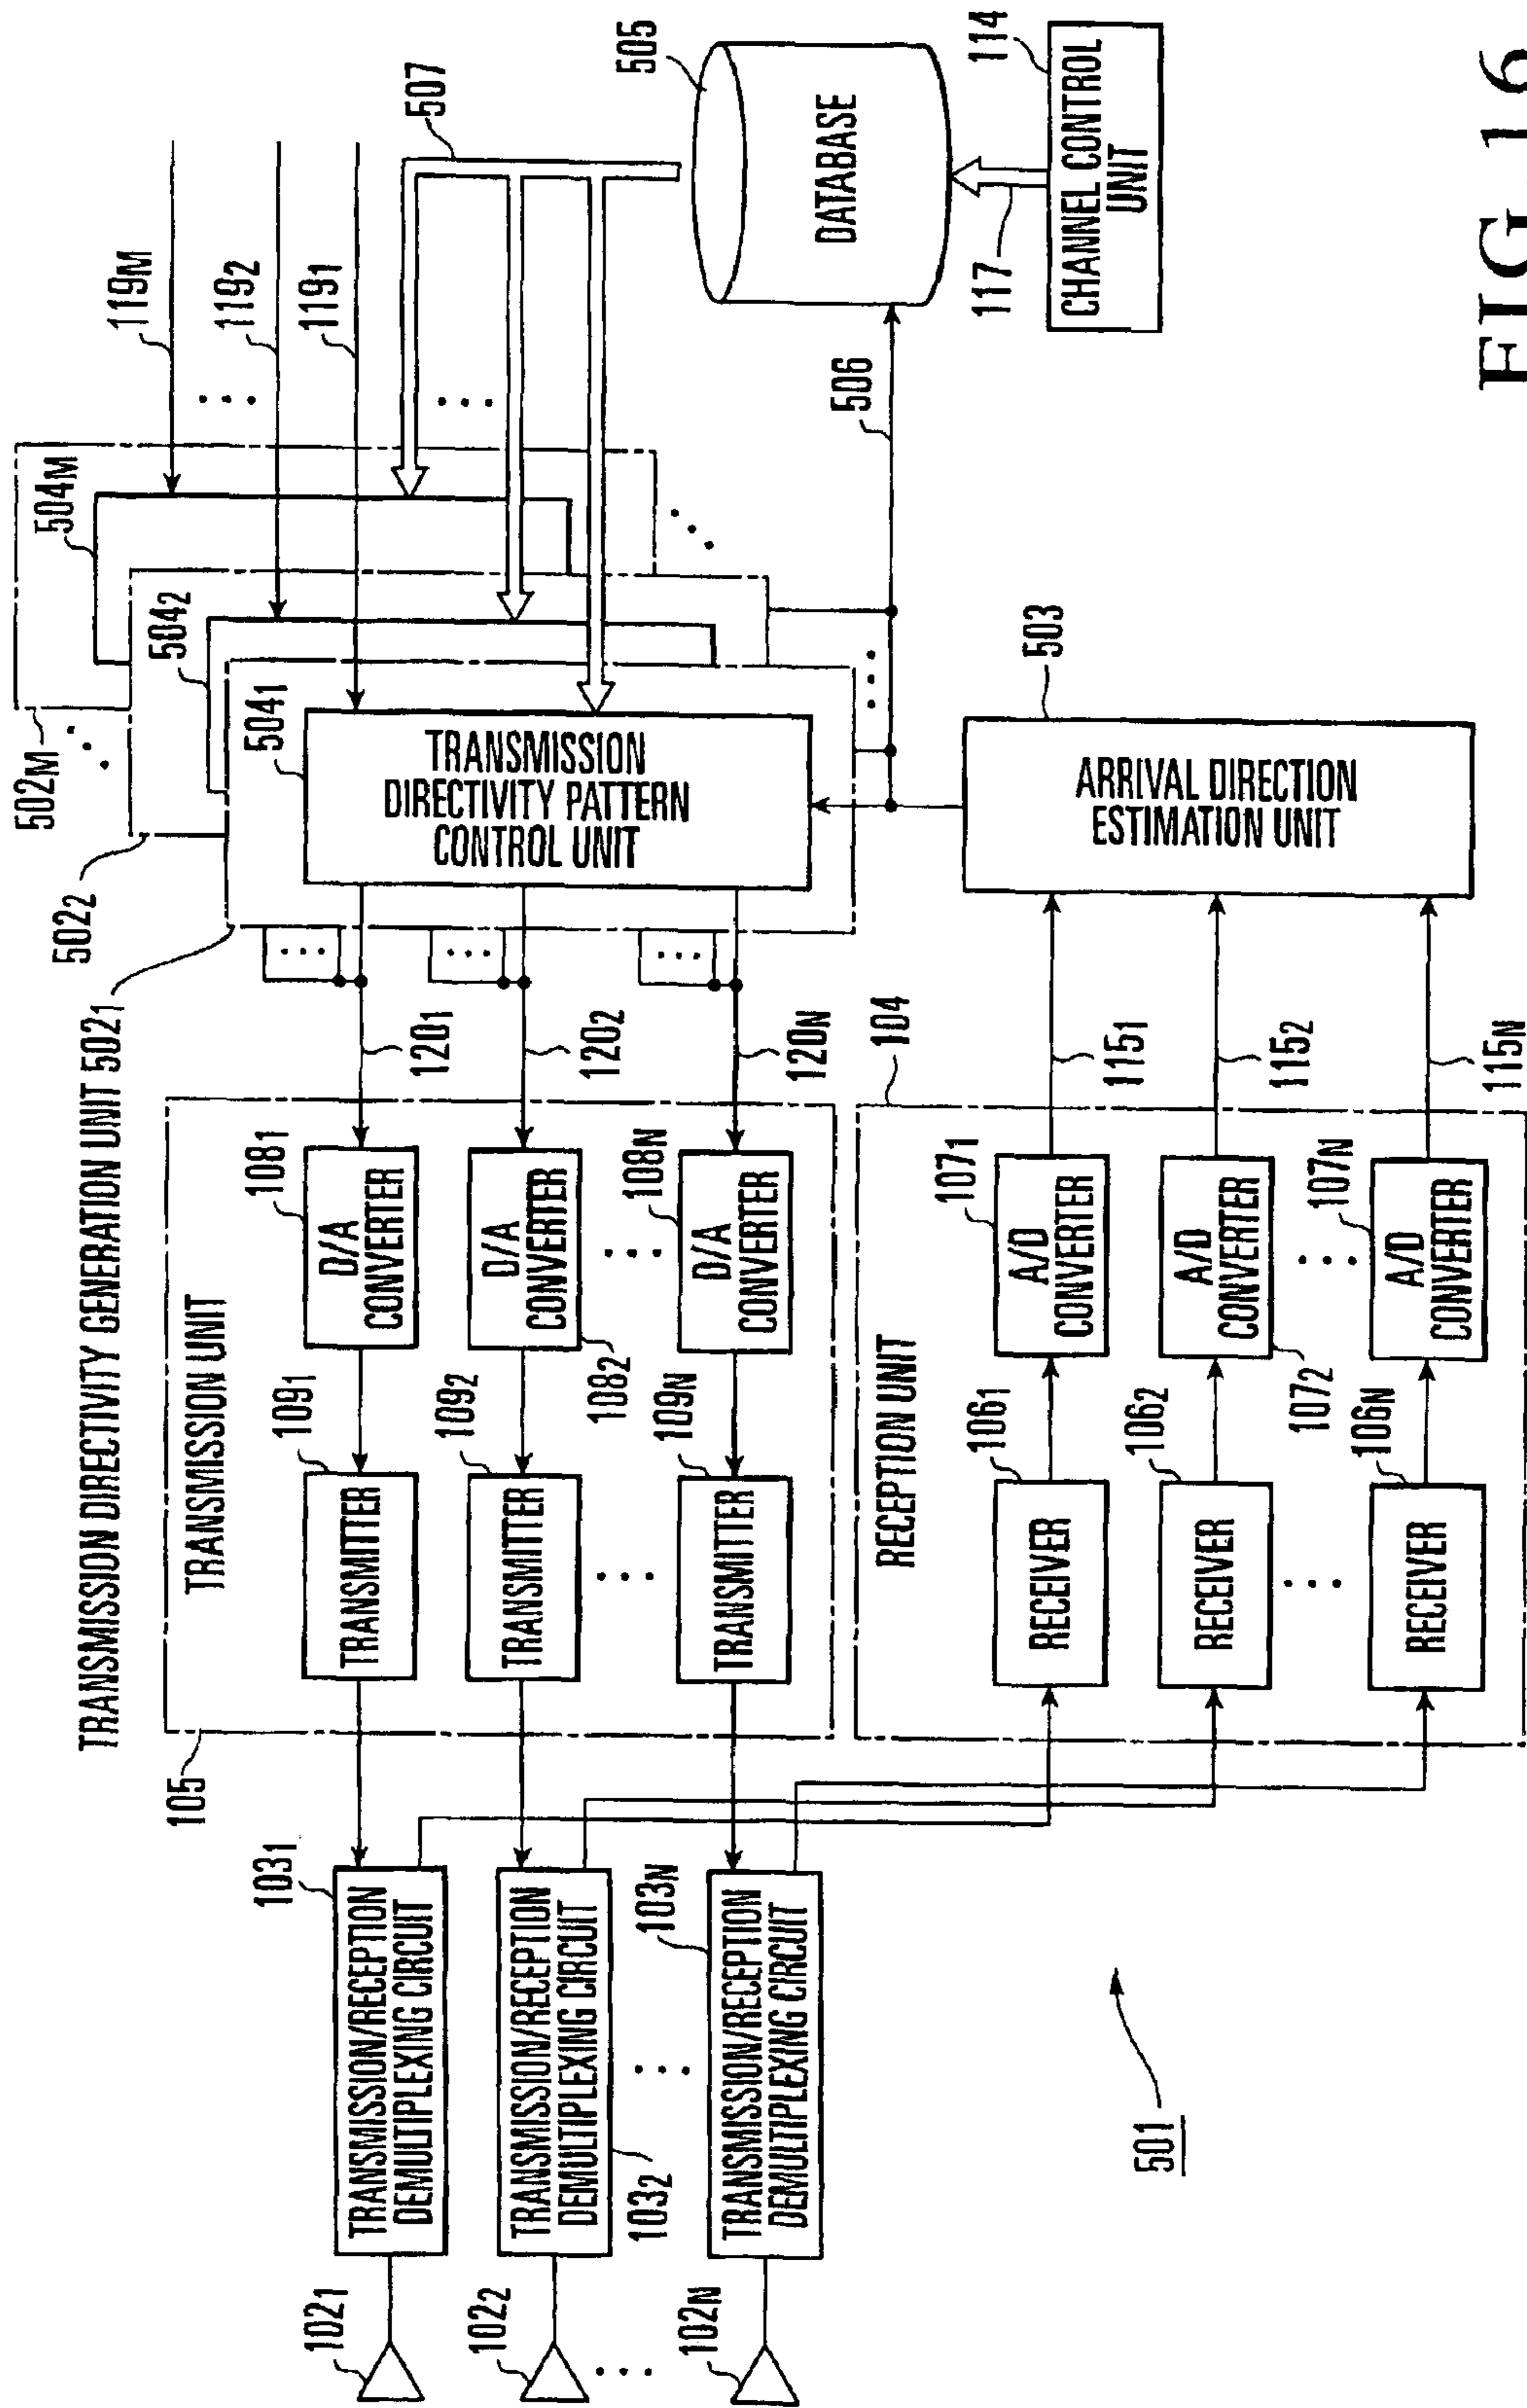 TRANSMISSION DIRECTIVITY GENERATION UNIT 502₁
502₂
502M
504M
504₂
504₁
119M
119₂
119₁
507
505
105
TRANSMISSION UNIT
103₁
TRANSMISSION/RECEPTION
DEMULTIPLEXING CIRCUIT
102₁
109₁
TRANSMITTER
108₁
D/A
CONVERTER
120₁
TRANSMISSION
DIRECTIVITY PATTERN
CONTROL UNIT
103₂
TRANSMISSION/RECEPTION
DEMULTIPLEXING CIRCUIT
102₂
109₂
TRANSMITTER
108₂
D/A
CONVERTER
120₂
103N
TRANSMISSION/RECEPTION
DEMULTIPLEXING CIRCUIT
102N
109N
TRANSMITTER
108N
D/A
CONVERTER
120N
DATABASE
506
117
114
CHANNEL CONTROL
UNIT
RECEPTION UNIT
104
106₁
RECEIVER
107₁
A/D
CONVERTER
115₁
503
ARRIVAL DIRECTION
ESTIMATION UNIT
106₂
RECEIVER
107₂
A/D
CONVERTER
115₂
106N
RECEIVER
107N
A/D
CONVERTER
115N
501
FIG. 16